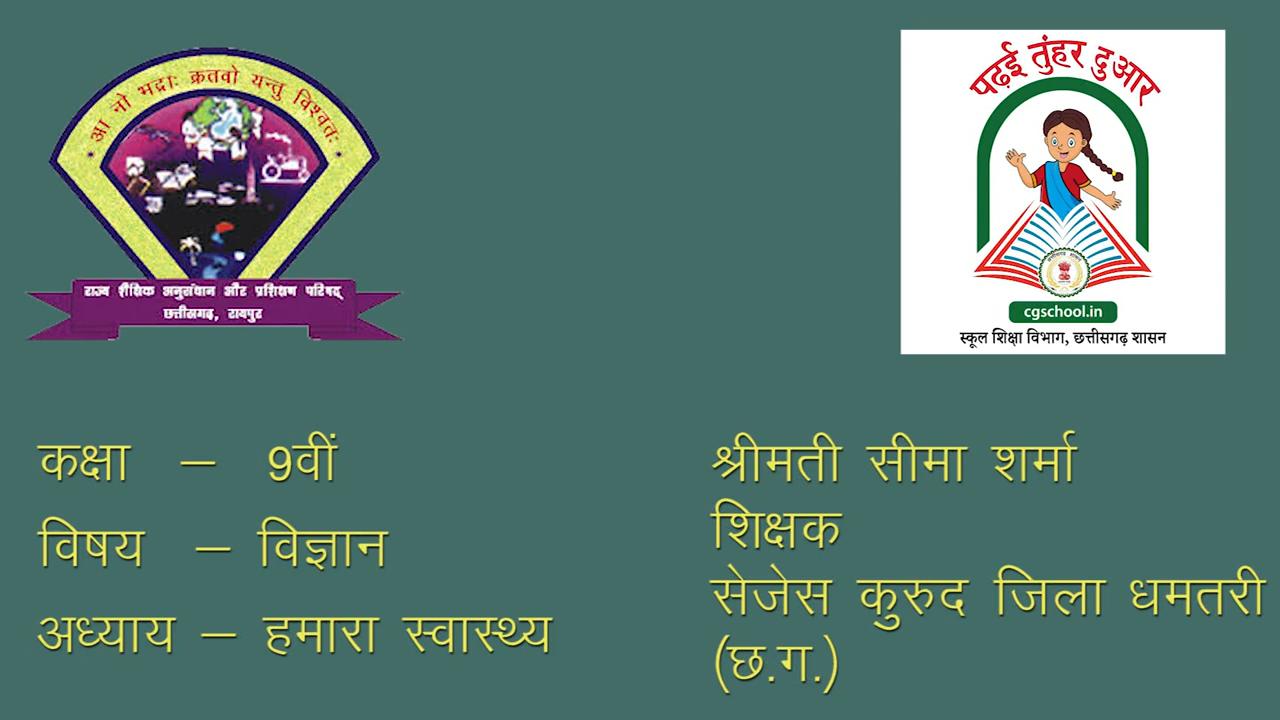 आ नो भद्राः क्रतवो यन्तु विश्वतः
राज्य शैक्षिक अनुसंधान और प्रशिक्षण परिषद्
छत्तीसगढ़, रायपुर
पढ़ई तुंहर दुआर
cgschool.in
स्कूल शिक्षा विभाग, छत्तीसगढ़ शासन
कक्षा – 9वीं
विषय – विज्ञान
अध्याय – हमारा स्वास्थ्य
श्रीमती सीमा शर्मा
शिक्षक
सेजेस कुरुद जिला धमतरी
(छ.ग.)